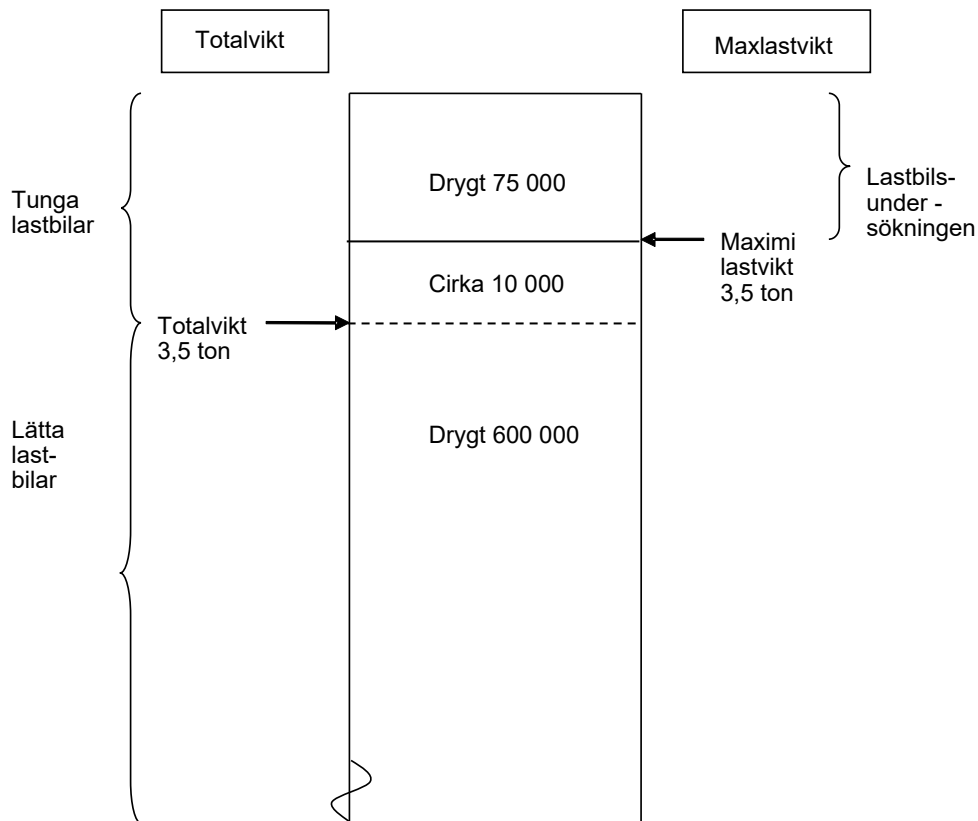 Totalvikt
Maxlastvikt
Drygt 75 000
Tunga
lastbilar
Lastbils-
under -
sökningen
Maximi
lastvikt
3,5 ton
Cirka 10 000
Totalvikt
3,5 ton
Lätta
last-
bilar
Drygt 600 000